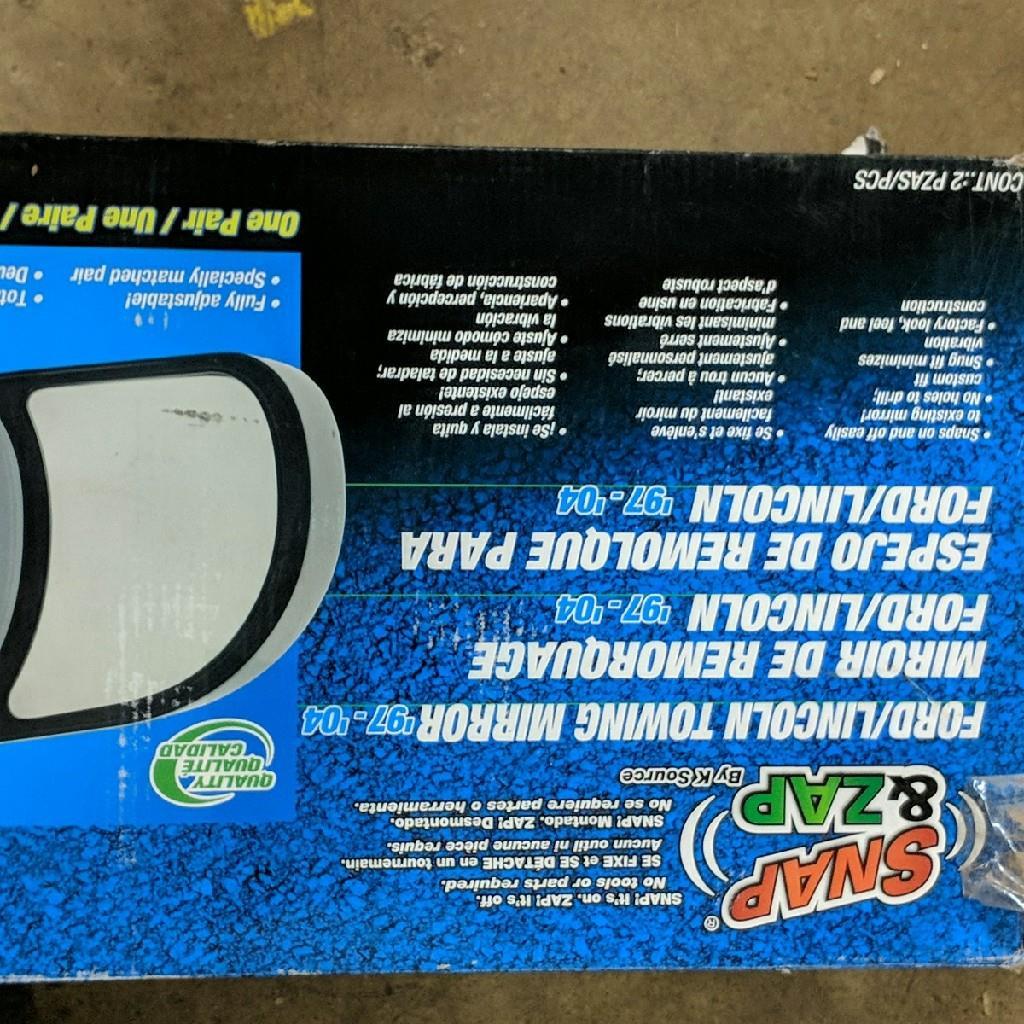 SNAP
& ZAP
®
By K Source
SNAP! It's on. ZAP! It's off.
No tools or parts required.
SE FIXE et SE DÉTACHE en un tournemain.
Aucun outil ni aucune pièce requis.
SNAP! Montado. ZAP! Desmontado.
No se requiere partes o herramienta.
QUALITY
QUALITÉ
CALIDAD
FORD/LINCOLN TOWING MIRROR '97 - '04
MIROIR DE REMORQUAGE
FORD/LINCOLN '97 - '04
ESPEJO DE REMOLQUE PARA
FORD/LINCOLN '97 - '04
• Snaps on and off easily
to existing mirror!
• No holes to drill;
custom fit
• Snug fit minimizes
vibration
• Factory look, feel and
construction
• Se fixe et s'enlève
facilement du miroir
existant!
• Aucun trou à percer;
ajustement personalisé
• Ajustement serré
minimisant les vibrations
• Fabrication en usine
d'aspect robuste
• ¡Se instala y quita
fácilmente a presión al
espejo existente!
• Sin necesidad de taladrar;
ajuste a la medida
• Ajuste cómodo minimiza
la vibración
• Apariencia, percepción y
construcción de fábrica
• Fully adjustable!
• Specially matched pair
One Pair / Une Paire /
CONT.:2 PZAS/PCS